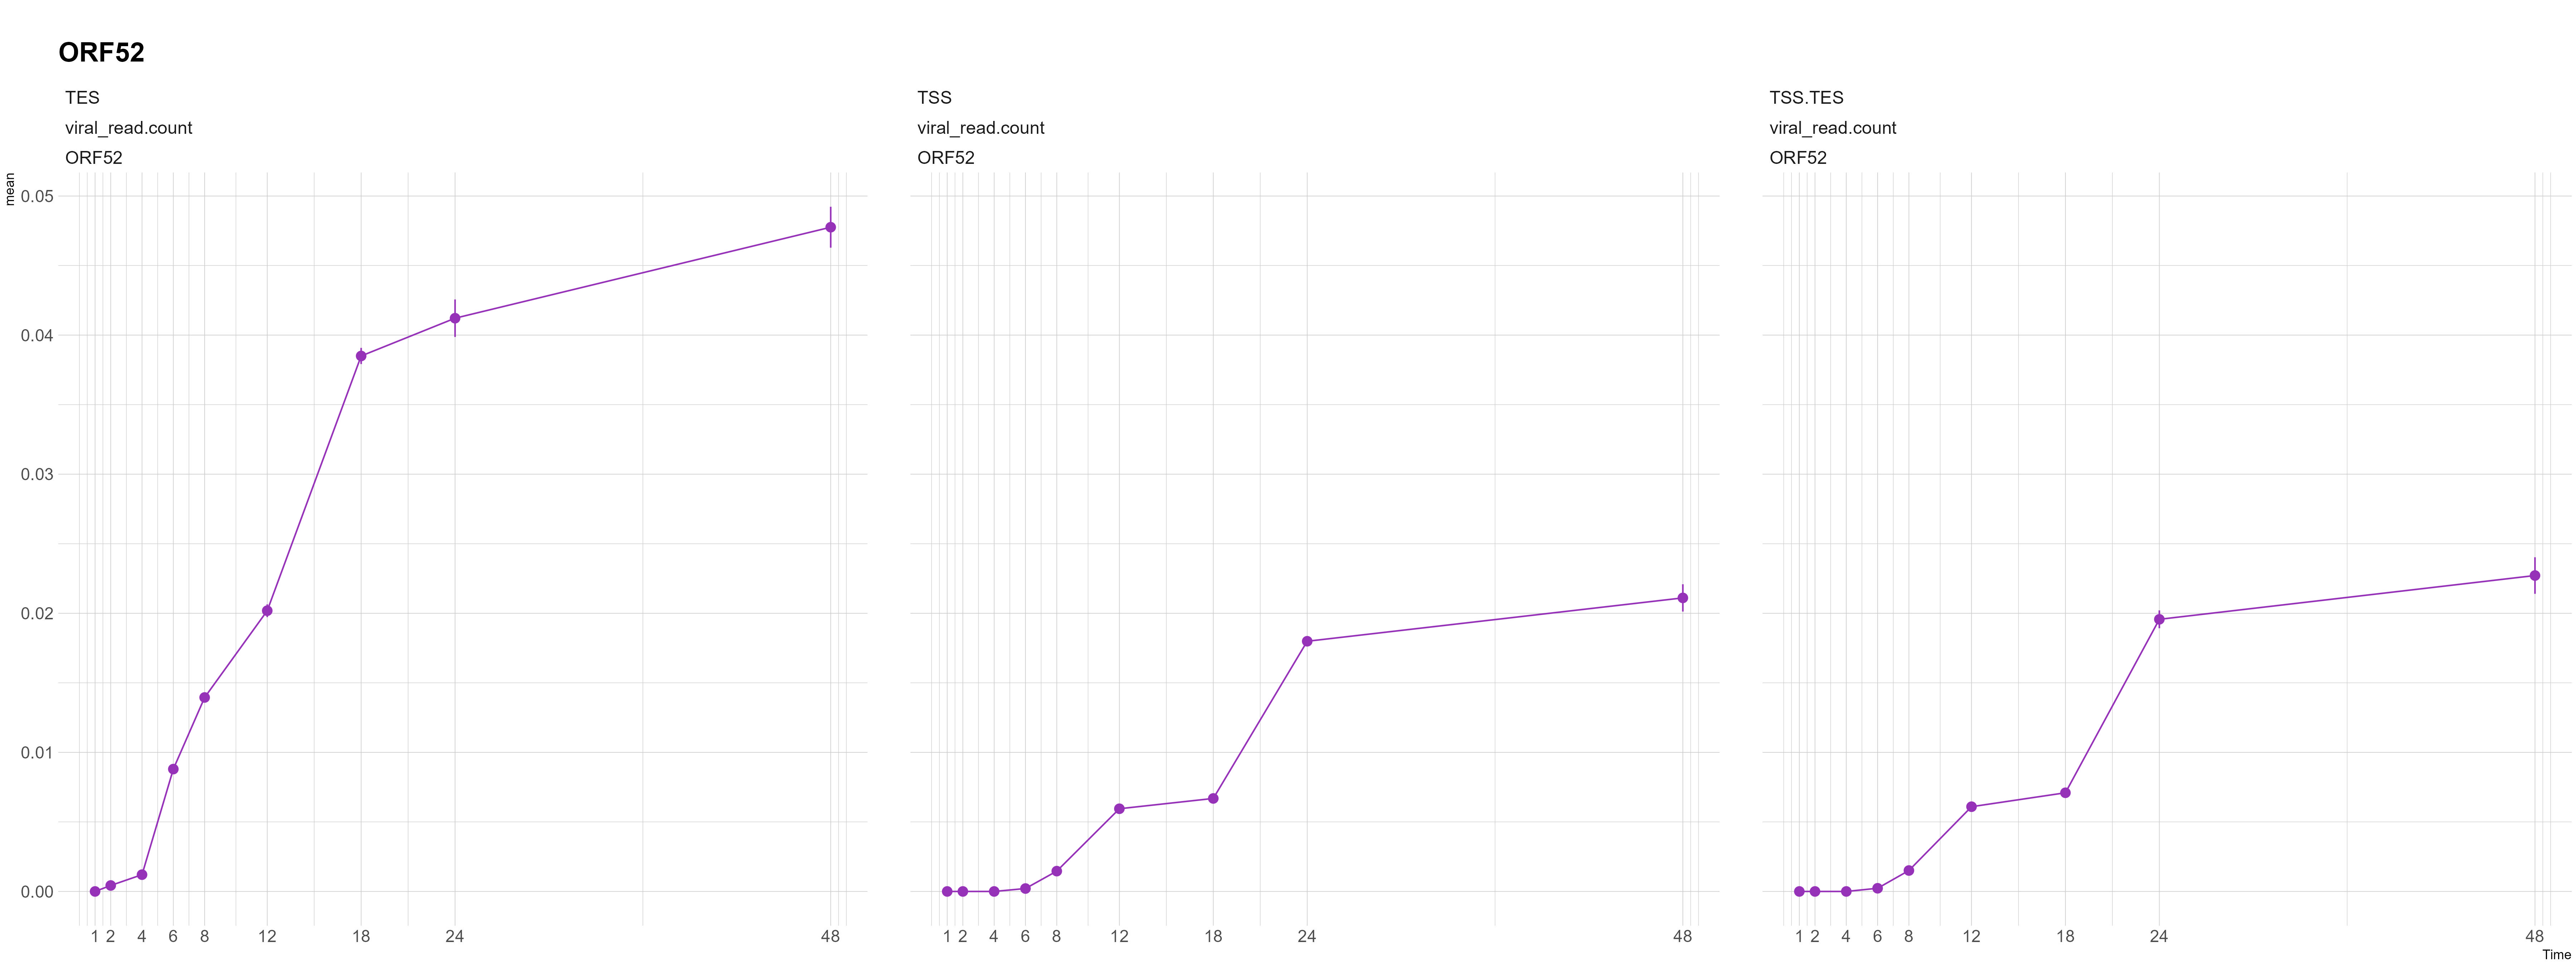 ORF52
TES
viral_read.count
ORF52
TSS
viral_read.count
ORF52
TSS.TES
viral_read.count
ORF52
mean
0.05
0.04
0.03
0.02
0.01
0.00
1 2 4 6 8 12 18 24 48
1 2 4 6 8 12 18 24 48
1 2 4 6 8 12 18 24 48
Time